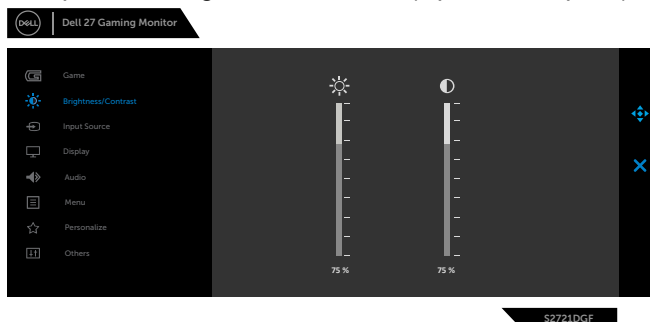 DELL
Dell 27 Gaming Monitor
Game
Brightness/Contrast
Input Source
Display
Audio
Menu
Personalize
Others
75 %
75 %
S2721DGF